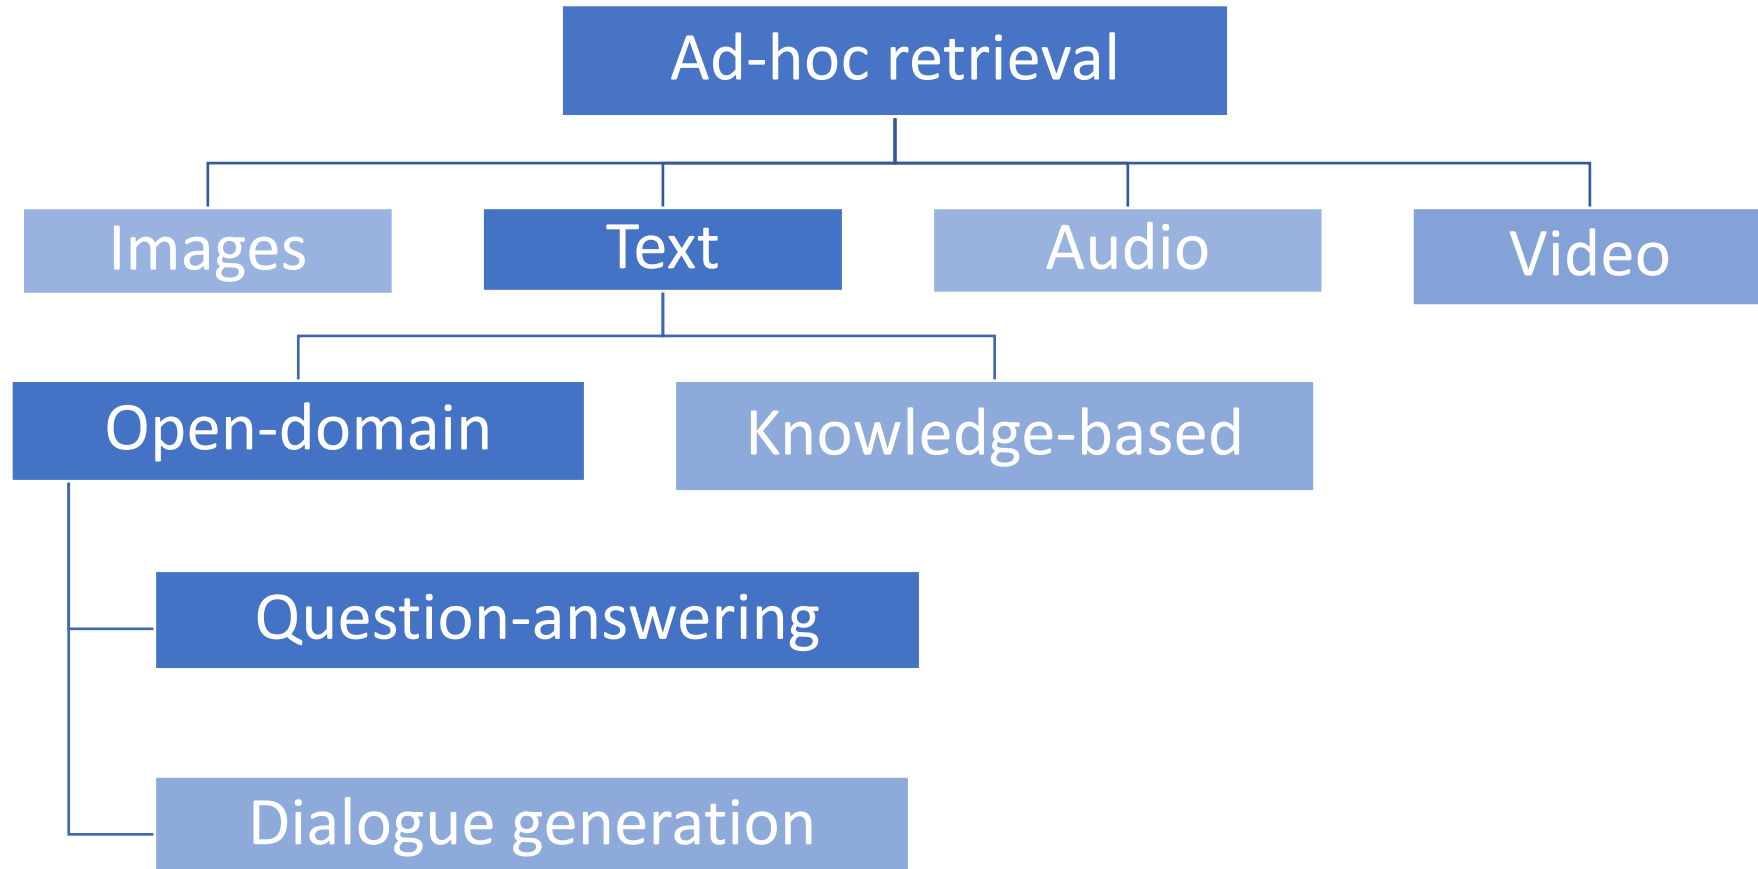 Ad-hoc retrieval
Images
Text
Audio
Video
Open-domain
Knowledge-based
Question-answering
Dialogue generation